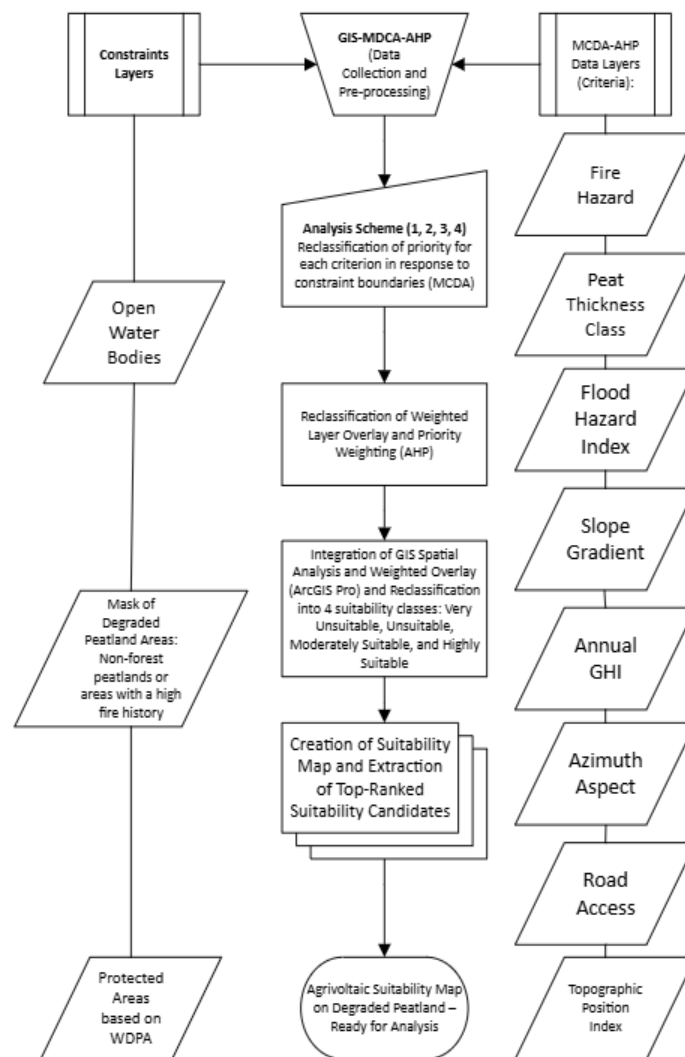 Constraints
Layers
GIS-MDCA-AHP
(Data
Collection and
Pre-processing)
MCDA-AHP
Data Layers
(Criteria):
Open
Water
Bodies
Mask of
Degraded
Peatland Areas:
Non-forest
peatlands or
areas with a high
fire history
Protected
Areas
based on
WDPA
Analysis Scheme (1, 2, 3, 4)
Reclassification of priority for
each criterion in response to
constraint boundaries (MCDA)
Reclassification of Weighted
Layer Overlay and Priority
Weighting (AHP)
Integration of GIS Spatial
Analysis and Weighted Overlay
(ArcGIS Pro) and Reclassification
into 4 suitability classes: Very
Unsuitable, Unsuitable,
Moderately Suitable, and Highly
Suitable
Creation of Suitability
Map and Extraction
of Top-Ranked
Suitability Candidates
Agrivoltaic Suitability Map
on Degraded Peatland –
Ready for Analysis
Fire
Hazard
Peat
Thickness
Class
Flood
Hazard
Index
Slope
Gradient
Annual
GHI
Azimuth
Aspect
Road
Access
Topographic
Position
Index